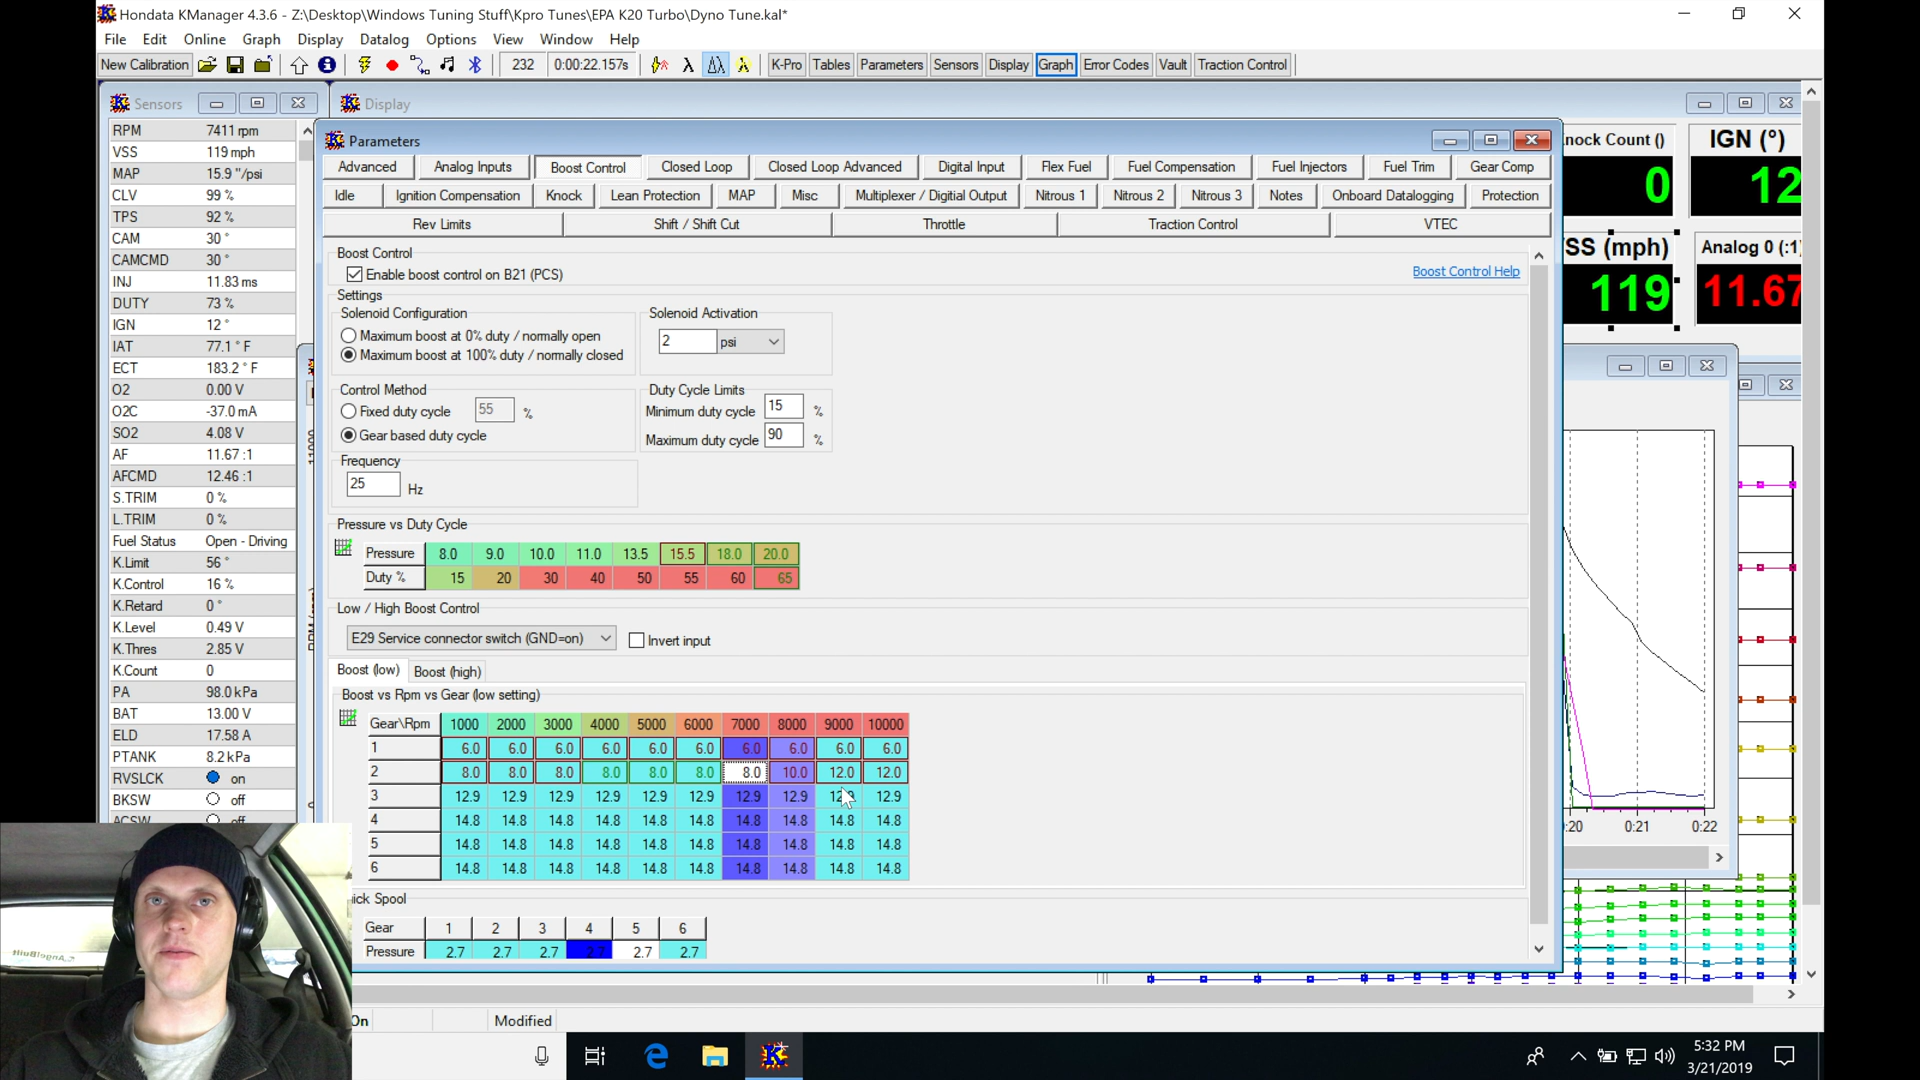 Hondata KManager 4.3.6 - Z:\Desktop\Windows Tuning Stuff\Kpro Tunes\EPA K20 Turbo\Dyno Tune.kal*
File Edit Online Graph Display Datalog Options View Window Help
New Calibration 232 0:00:22.157s K-Pro Tables Parameters Sensors Display Graph Error Codes Vault Traction Control
Sensors
Display
RPM 7411 rpm
VSS 119 mph
MAP 15.9 "/psi
CLV 99 %
TPS 92 %
CAM 30 °
CAMCMD 30 °
INJ 11.83 ms
DUTY 73 %
IGN 12 °
IAT 77.1 ° F
ECT 183.2 ° F
O2 0.00 V
O2C -37.0 mA
SO2 4.08 V
AF 11.67 :1
AFCMD 12.46 :1
S.TRIM 0 %
L.TRIM 0 %
Fuel Status Open - Driving
K.Limit 56 °
K.Control 16 %
K.Retard 0 °
K.Level 0.49 V
K.Thres 2.85 V
K.Count 0
PA 98.0 kPa
BAT 13.00 V
ELD 17.58 A
PTANK 8.2 kPa
RVSLCK on
BKSW off
ACSW off
Parameters
Advanced Analog Inputs Boost Control Closed Loop Closed Loop Advanced Digital Input Flex Fuel Fuel Compensation Fuel Injectors Fuel Trim Gear Comp
Idle Ignition Compensation Knock Lean Protection MAP Misc Multiplexer / Digital Output Nitrous 1 Nitrous 2 Nitrous 3 Notes Onboard Datalogging Protection
Rev Limits Shift / Shift Cut Throttle Traction Control VTEC
Boost Control
Enable boost control on B21 (PCS)
Boost Control Help
Settings
Solenoid Configuration
Maximum boost at 0% duty / normally open
Maximum boost at 100% duty / normally closed
Solenoid Activation
2 psi
Control Method
Fixed duty cycle 55 %
Gear based duty cycle
Duty Cycle Limits
Minimum duty cycle 15 %
Maximum duty cycle 90 %
Frequency
25 Hz
Pressure vs Duty Cycle
Pressure 8.0 9.0 10.0 11.0 13.5 15.5 18.0 20.0
Duty % 15 20 30 40 50 55 60 65
Low / High Boost Control
E29 Service connector switch (GND=on) Invert input
Boost (low) Boost (high)
Boost vs Rpm vs Gear (low setting)
Gear\Rpm 1000 2000 3000 4000 5000 6000 7000 8000 9000 10000
1 6.0 6.0 6.0 6.0 6.0 6.0 6.0 6.0 6.0 6.0
2 8.0 8.0 8.0 8.0 8.0 8.0 8.0 10.0 12.0 12.0
3 12.9 12.9 12.9 12.9 12.9 12.9 12.9 12.9 12.9
4 14.8 14.8 14.8 14.8 14.8 14.8 14.8 14.8 14.8 14.8
5 14.8 14.8 14.8 14.8 14.8 14.8 14.8 14.8 14.8 14.8
6 14.8 14.8 14.8 14.8 14.8 14.8 14.8 14.8 14.8 14.8
ick Spool
Gear 1 2 3 4 5 6
Pressure 2.7 2.7 2.7 2.7 2.7 2.7
nock Count () IGN (°)
0 12
SS (mph) Analog 0 (:1)
119 11.67
:20 0:21 0:22
On Modified
5:32 PM
3/21/2019